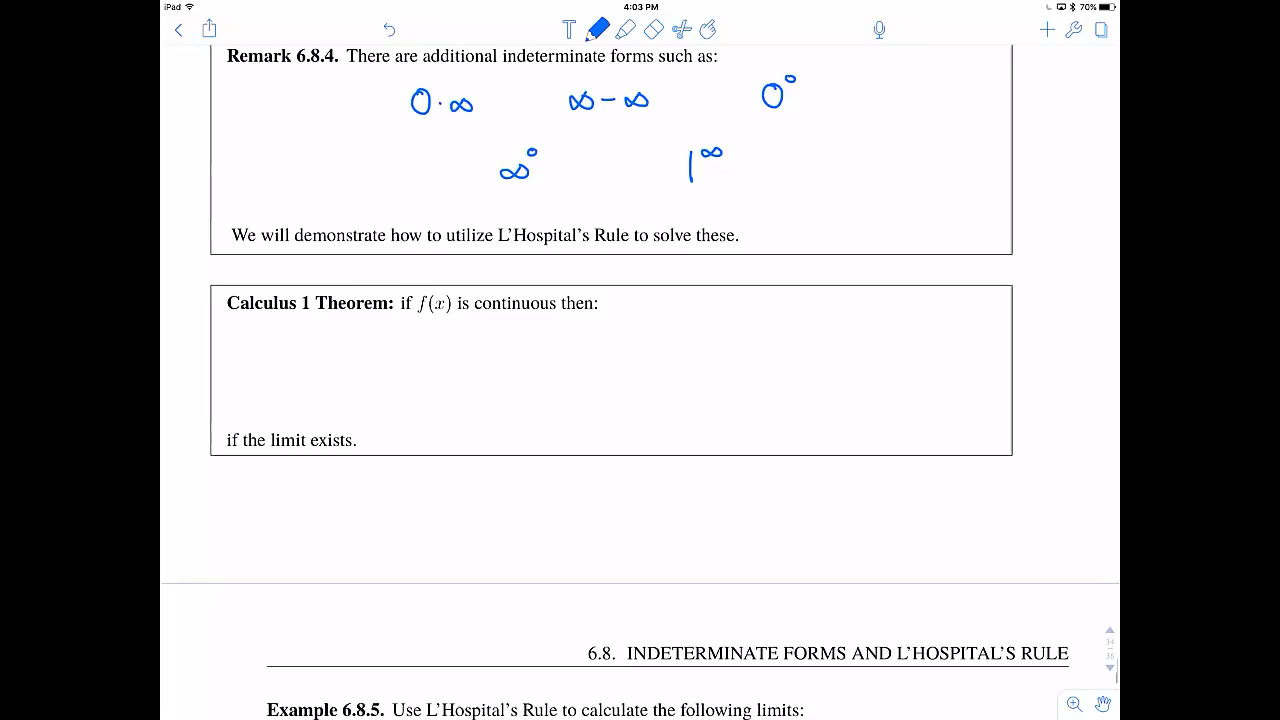 iPad 4:03 PM 70%
T
Remark 6.8.4. There are additional indeterminate forms such as:
0 · ∞ ∞ − ∞ 0⁰
∞⁰ 1^∞
We will demonstrate how to utilize L'Hospital's Rule to solve these.
Calculus 1 Theorem: if f(x) is continuous then:
if the limit exists.
34
36
6.8. INDETERMINATE FORMS AND L'HOSPITAL'S RULE
Example 6.8.5. Use L'Hospital's Rule to calculate the following limits: